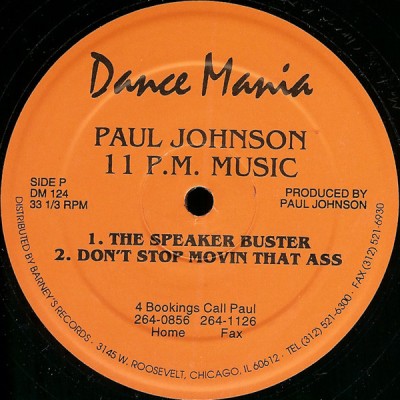 Dance Mania
PAUL JOHNSON
11 P.M. MUSIC
SIDE P
DM 124
33 1/3 RPM
PRODUCED BY
PAUL JOHNSON
1. THE SPEAKER BUSTER
2. DON'T STOP MOVIN THAT ASS
4 Bookings Call Paul
264-0856 264-1126
Home Fax
DISTRIBUTED BY BARNEY'S RECORDS • 3145 W. ROOSEVELT, CHICAGO, IL 60612 • TEL (312) 521-6300 • FAX (312) 521-6930